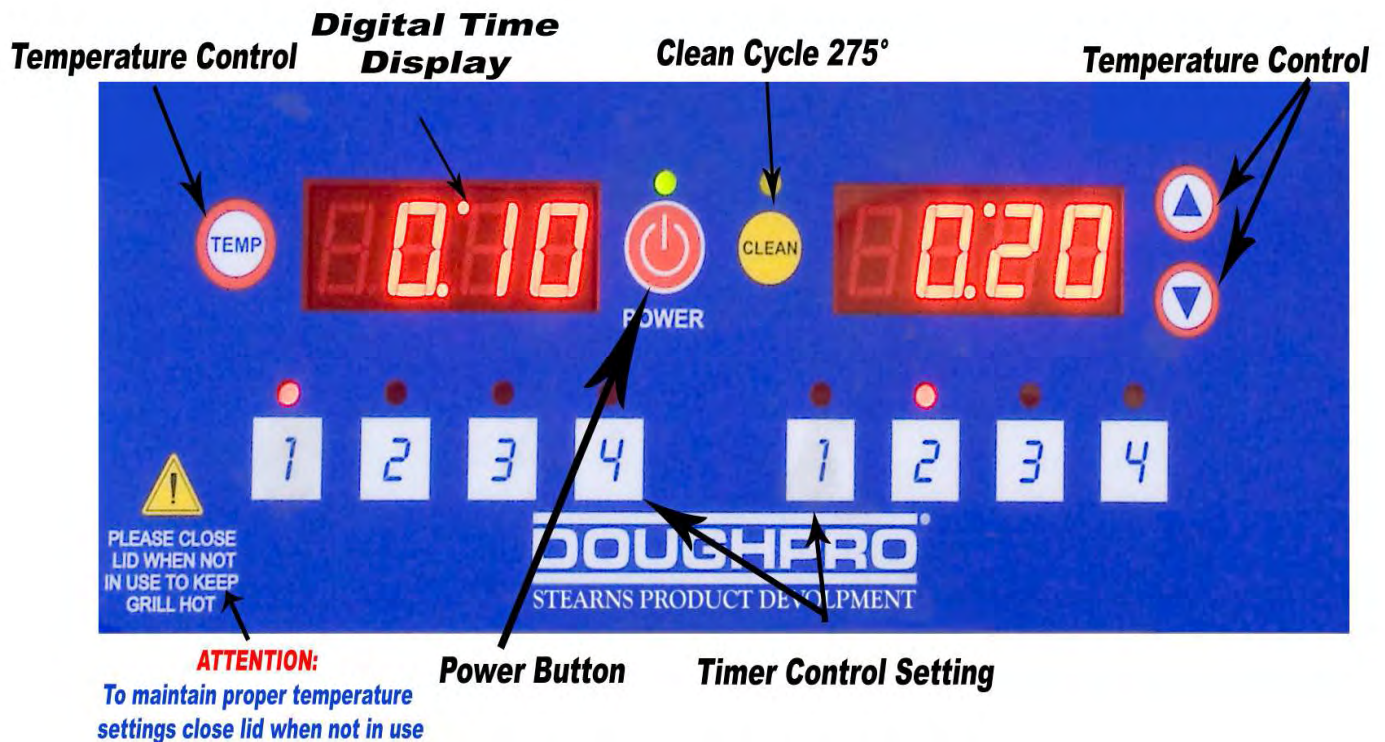 Digital Time
Display
Temperature Control
Clean Cycle 275°
Temperature Control
TEMP
0.10
POWER
CLEAN
0.20
1 2 3 4
1 2 3 4
PLEASE CLOSE
LID WHEN NOT
IN USE TO KEEP
GRILL HOT
DOUGHPRO®
STEARNS PRODUCT DEVOLPMENT
ATTENTION:
To maintain proper temperature
settings close lid when not in use
Power Button
Timer Control Setting